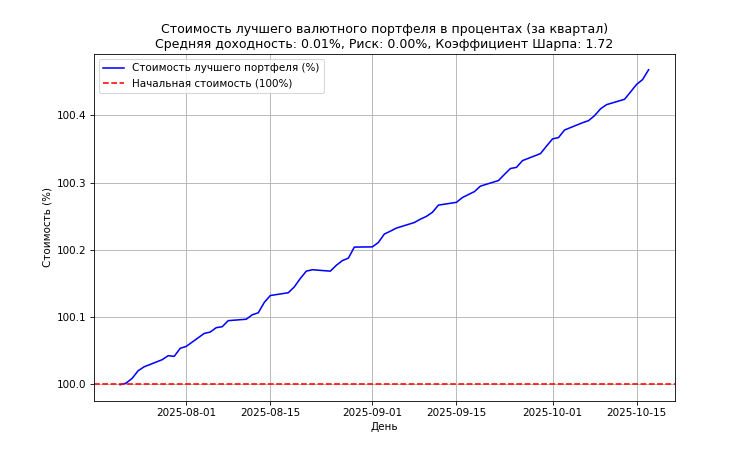 Стоимость лучшего валютного портфеля в процентах (за квартал)
Средняя доходность: 0.01%, Риск: 0.00%, Коэффициент Шарпа: 1.72
Стоимость лучшего портфеля (%)
Начальная стоимость (100%)
Стоимость (%)
100.4
100.3
100.2
100.1
100.0
2025-08-01
2025-08-15
2025-09-01
2025-09-15
2025-10-01
2025-10-15
День